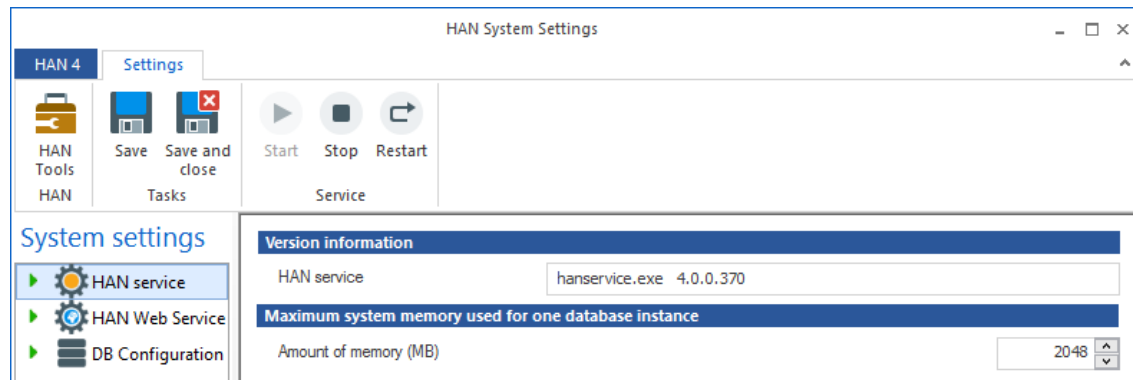 HAN System Settings
HAN 4 Settings
HAN Tools
Save
Save and close
Start
Stop
Restart
HAN
Tasks
Service
System settings
HAN service
HAN Web Service
DB Configuration
Version information
HAN service hanservice.exe 4.0.0.370
Maximum system memory used for one database instance
Amount of memory (MB) 2048